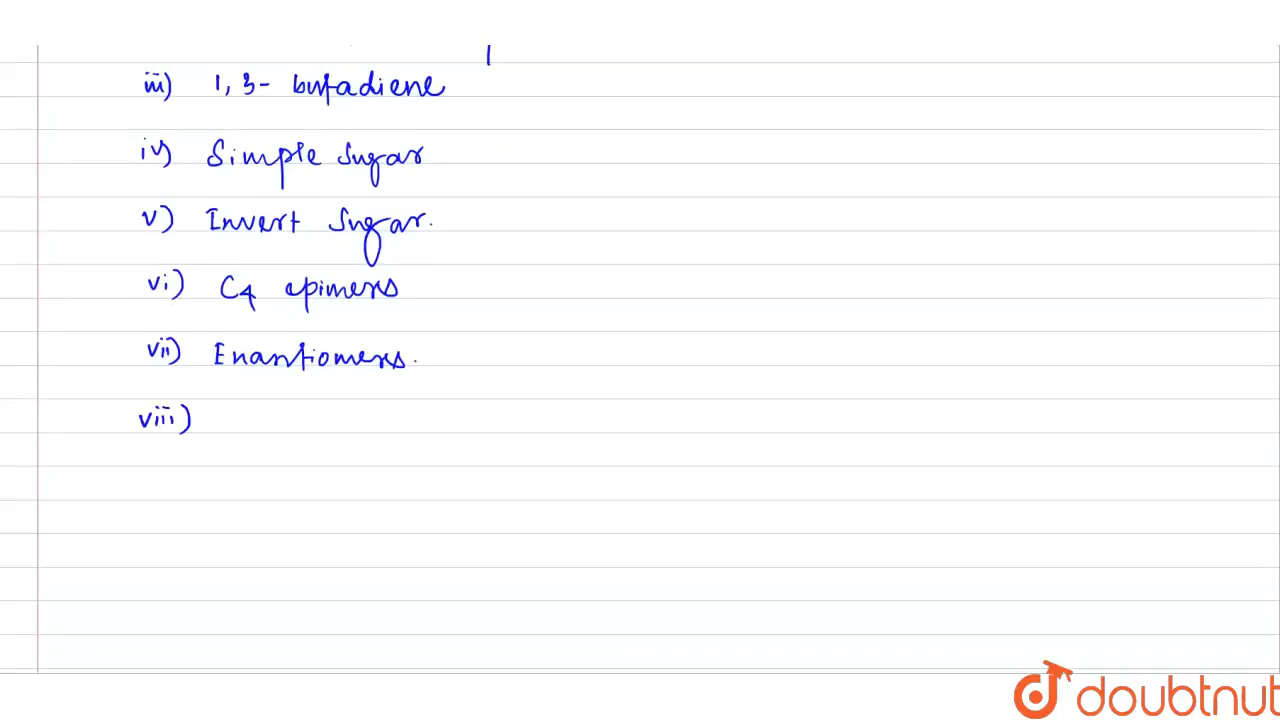 iii) 1, 3- butadiene
iv) Simple Sugar
v) Invert Sugar.
vi) C4 epimers
vii) Enantiomers.
viii)
doubtnut